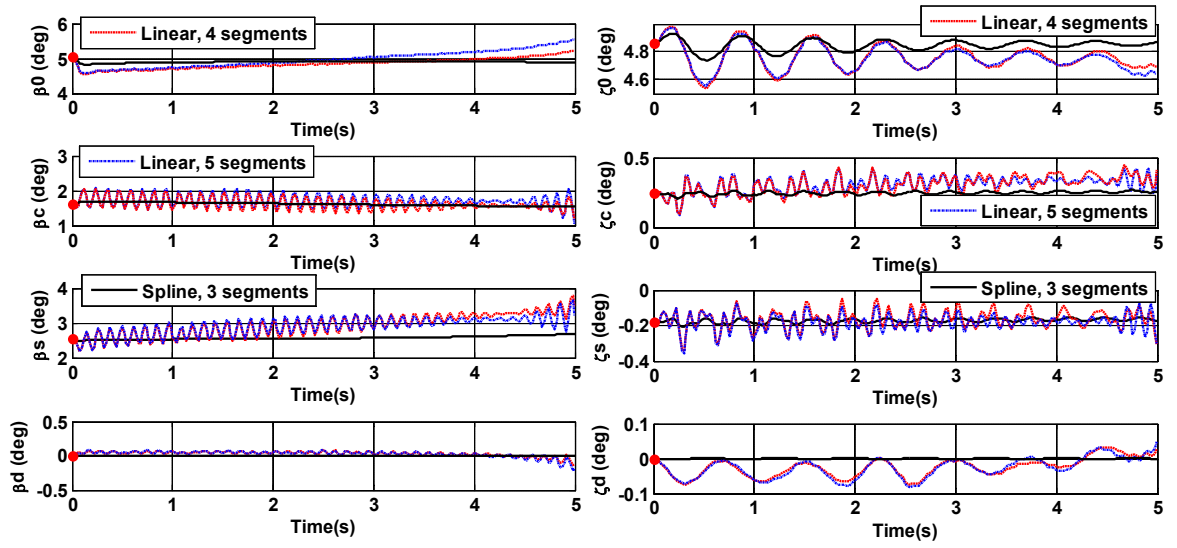 β0 (deg)
6
5
4
Linear, 4 segments
0 1 2 3 4 5
Time(s)
βc (deg)
3
2
1
Linear, 5 segments
0 1 2 3 4 5
Time(s)
βs (deg)
4
3
2
Spline, 3 segments
0 1 2 3 4 5
Time(s)
βd (deg)
0.5
0
-0.5
0 1 2 3 4 5
Time(s)
ζ0 (deg)
4.8
4.6
Linear, 4 segments
0 1 2 3 4 5
Time(s)
ζc (deg)
0.5
0
Linear, 5 segments
0 1 2 3 4 5
Time(s)
ζs (deg)
0
-0.2
-0.4
Spline, 3 segments
0 1 2 3 4 5
Time(s)
ζd (deg)
0.1
0
-0.1
0 1 2 3 4 5
Time(s)